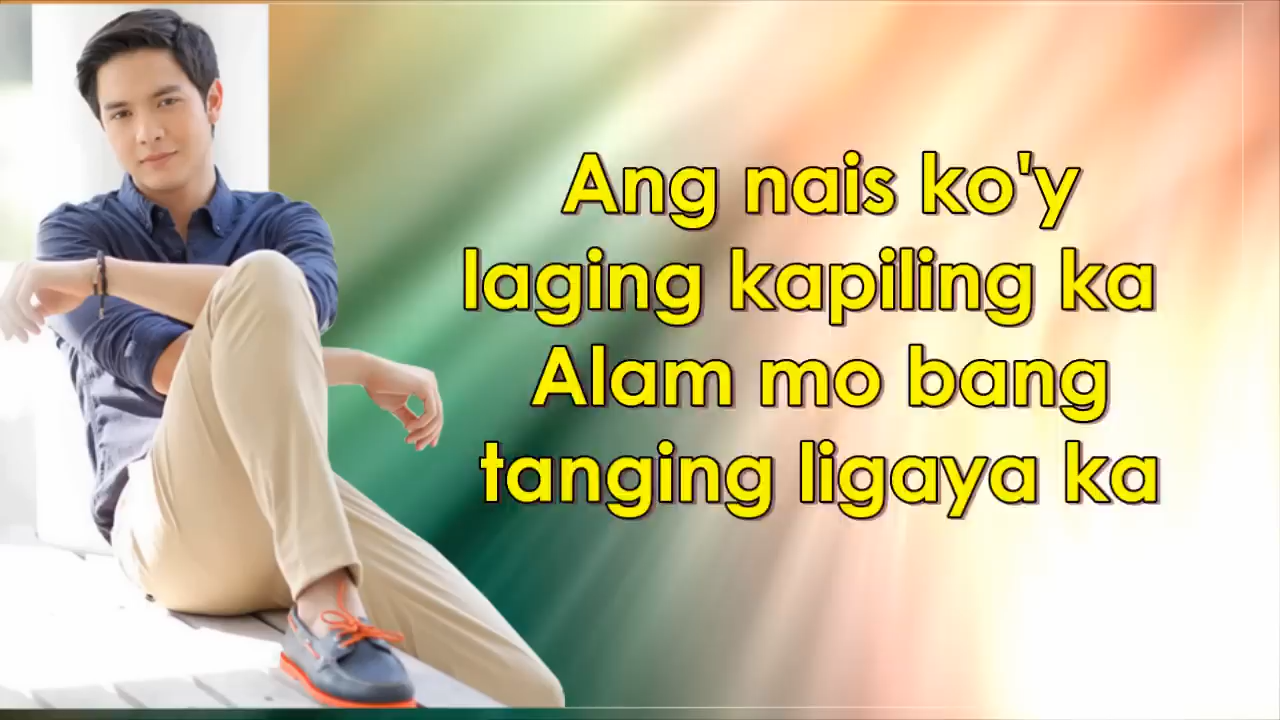 Ang nais ko'y
laging kapiling ka
Alam mo bang
tanging ligaya ka